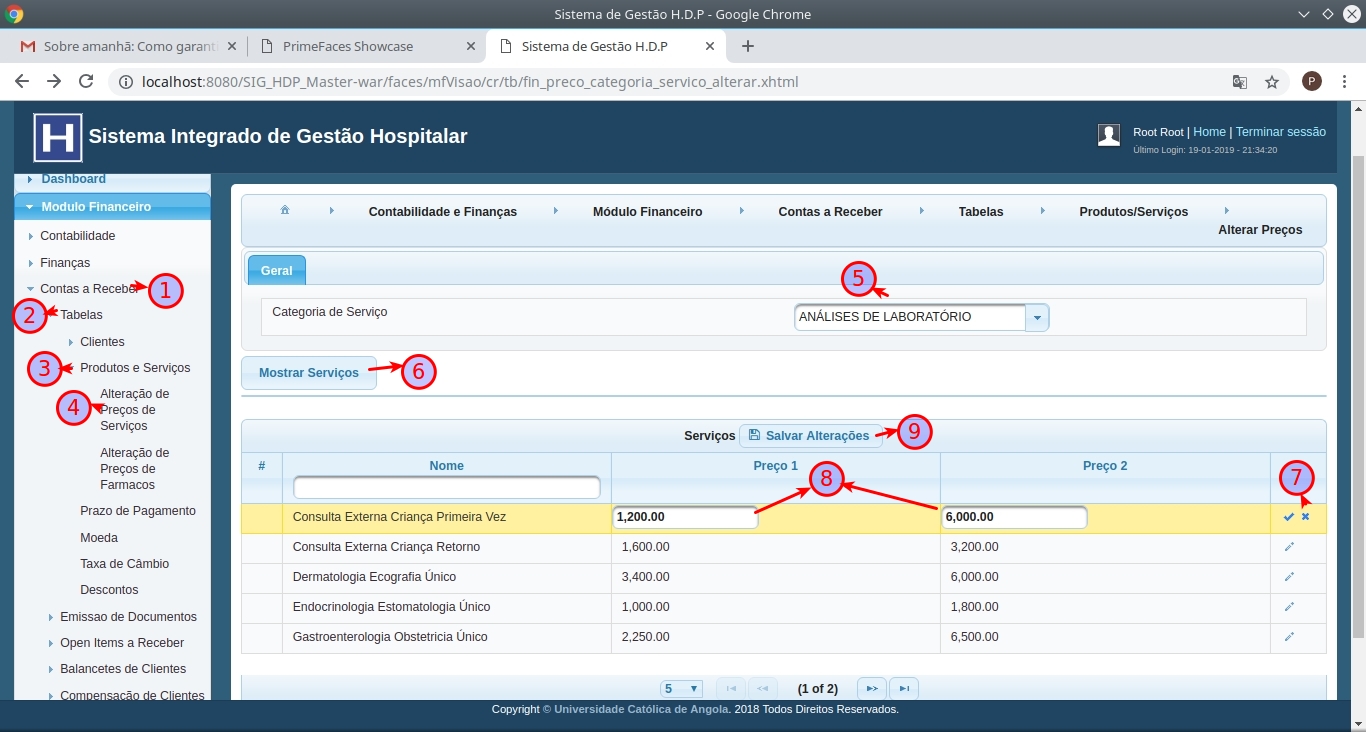 Sistema de Gestão H.D.P - Google Chrome
Sobre amanhã: Como garant
PrimeFaces Showcase
Sistema de Gestão H.D.P
localhost:8080/SIG_HDP_Master-war/faces/mfVisao/cr/tb/fin_preco_categoria_servico_alterar.xhtml
P
H Sistema Integrado de Gestão Hospitalar
Root Root | Home | Terminar sessão
Último Login: 19-01-2019 - 21:34:20
Dashboard
Modulo Financeiro
Contabilidade
Finanças
Contas a Receber 1
2 Tabelas
Clientes
3 Produtos e Serviços
4 Alteração de
Preços de
Serviços
Alteração de
Preços de
Farmacos
Prazo de Pagamento
Moeda
Taxa de Câmbio
Descontos
Emissao de Documentos
Open Items a Receber
Balancetes de Clientes
Compensação de Clientes
Contabilidade e Finanças Módulo Financeiro Contas a Receber Tabelas Produtos/Serviços
Alterar Preços
Geral
5
Categoria de Serviço ANÁLISES DE LABORATÓRIO
Mostrar Serviços 6
Serviços Salvar Alterações 9
# Nome Preço 1 Preço 2
8 7
Consulta Externa Criança Primeira Vez 1,200.00 6,000.00
Consulta Externa Criança Retorno 1,600.00 3,200.00
Dermatologia Ecografia Único 3,400.00 6,000.00
Endocrinologia Estomatologia Único 1,000.00 1,800.00
Gastroenterologia Obstetricia Único 2,250.00 6,500.00
5 (1 of 2)
Copyright © Universidade Católica de Angola. 2018 Todos Direitos Reservados.